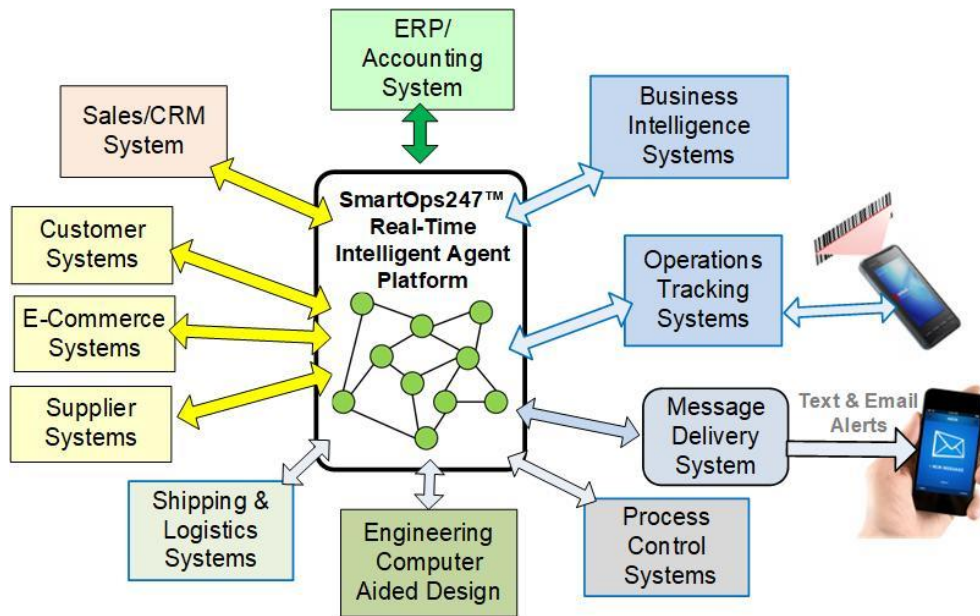 ERP/
Accounting
System
Sales/CRM
System
Business
Intelligence
Systems
SmartOps247™
Real-Time
Intelligent Agent
Platform
Customer
Systems
Operations
Tracking
Systems
E-Commerce
Systems
Supplier
Systems
Message
Delivery
System
Text & Email
Alerts
Shipping &
Logistics
Systems
Engineering
Computer
Aided Design
Process
Control
Systems